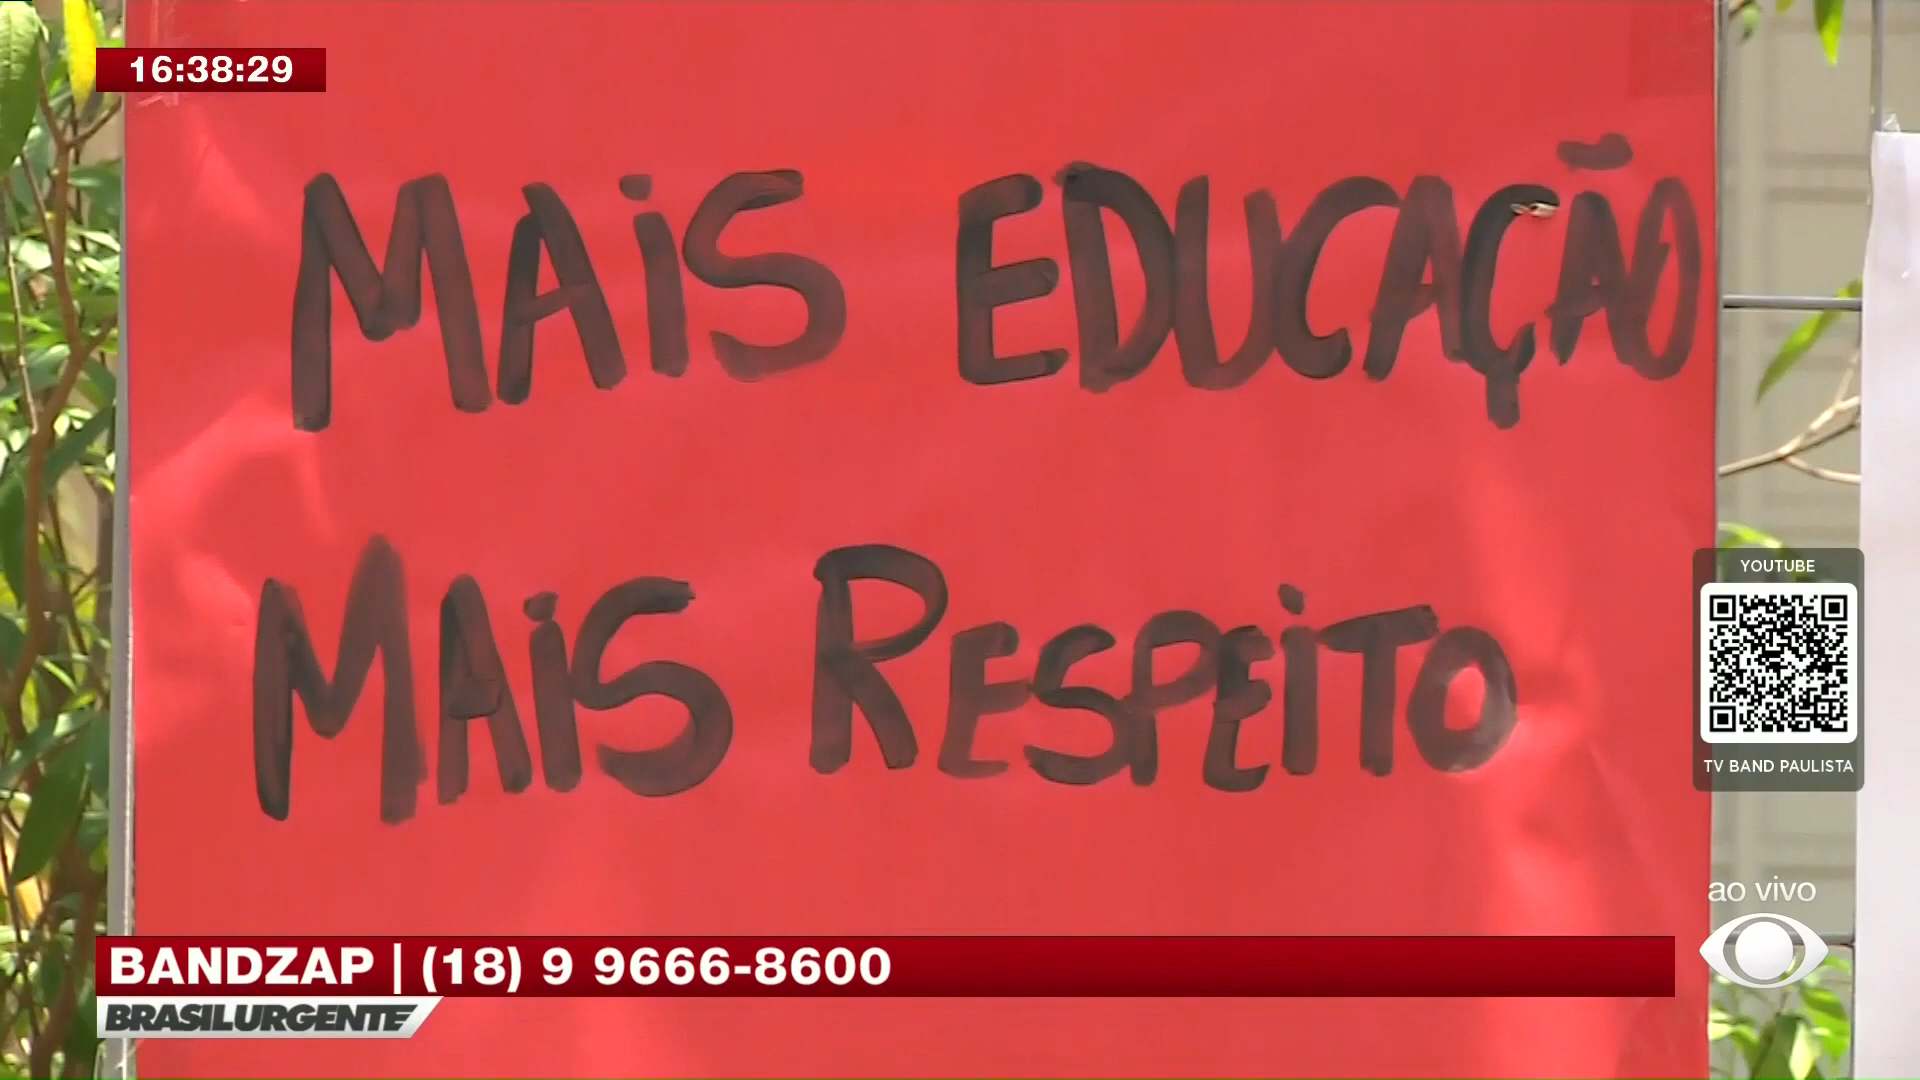 16:38:29
MAiS EDUCAÇÃO
MAiS RESPEiTO
YOUTUBE
TV BAND PAULISTA
ao vivo
BANDZAP | (18) 9 9666-8600
BRASILURGENTE